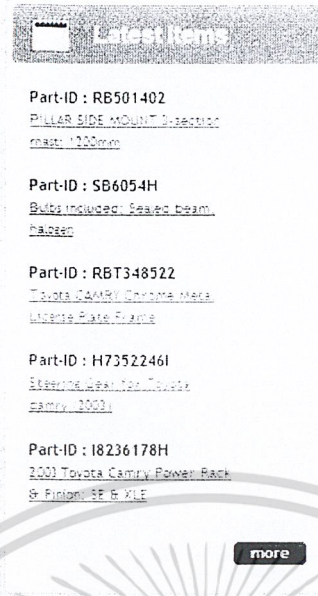 Latest Items
Part-ID : RB501402
PILLAR SIDE MOUNT 3-section
mast: 1200mm
Part-ID : SB6054H
Bulbs included: Sealed beam,
halogen
Part-ID : RBT348522
Toyota CAMRY Chrome Metal
License Plate Frame
Part-ID : H7352246I
Steering Gear for Toyota
camry (2003)
Part-ID : I8236178H
2003 Toyota Camry Power Rack
& Pinion: SE & XLE
more